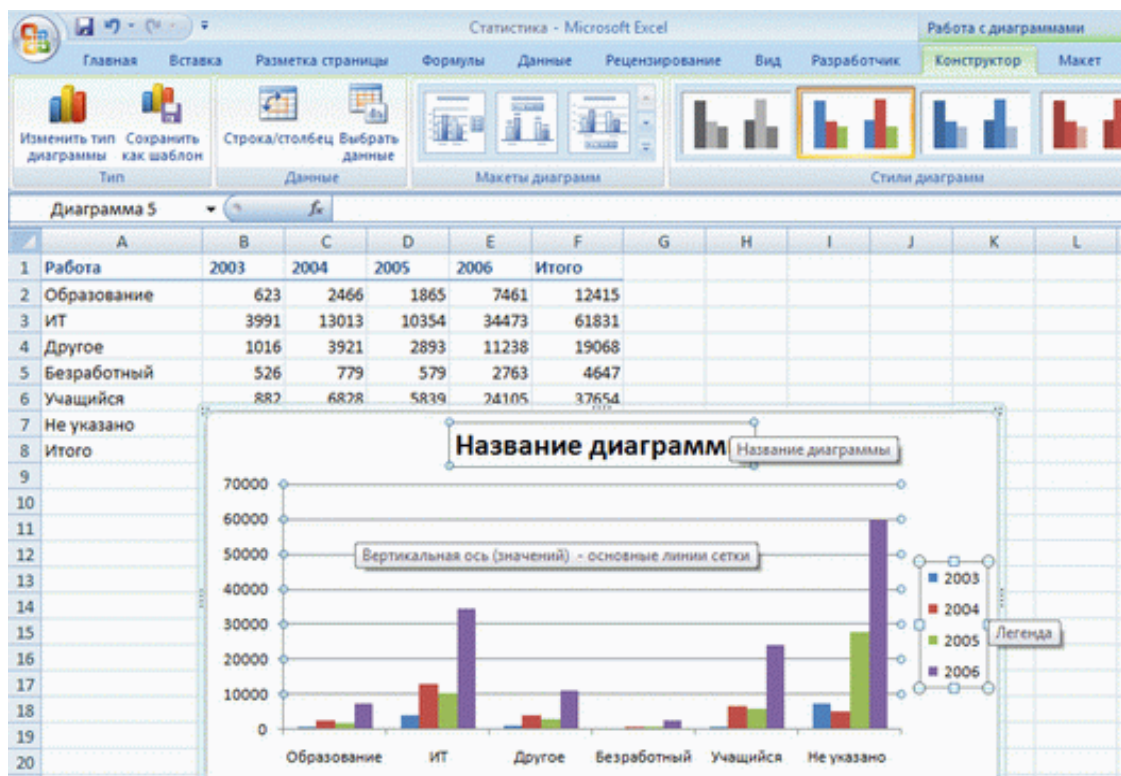 Статистика - Microsoft Excel
Работа с диаграммами
Главная Вставка Разметка страницы Формулы Данные Рецензирование Вид Разработчик Конструктор Макет
Изменить тип диаграммы
Сохранить как шаблон
Строка/столбец
Выбрать данные
Тип Данные Макеты диаграмм Стили диаграмм
Диаграмма 5 fx
A B C D E F G H I J K L
1 Работа 2003 2004 2005 2006 Итого
2 Образование 623 2466 1865 7461 12415
3 ИТ 3991 13013 10354 34473 61831
4 Другое 1016 3921 2893 11238 19068
5 Безработный 526 779 579 2763 4647
6 Учащийся 882 6828 5839 24105 37654
7 Не указано
8 Итого
9
10
11
12
13
14
15
16
17
18
19
20
Название диаграмм
Название диаграммы
70000
60000
50000
40000
30000
20000
10000
0
Вертикальная ось (значений) - основные линии сетки
2003
2004
2005
2006
Легенда
Образование ИТ Другое Безработный Учащийся Не указано